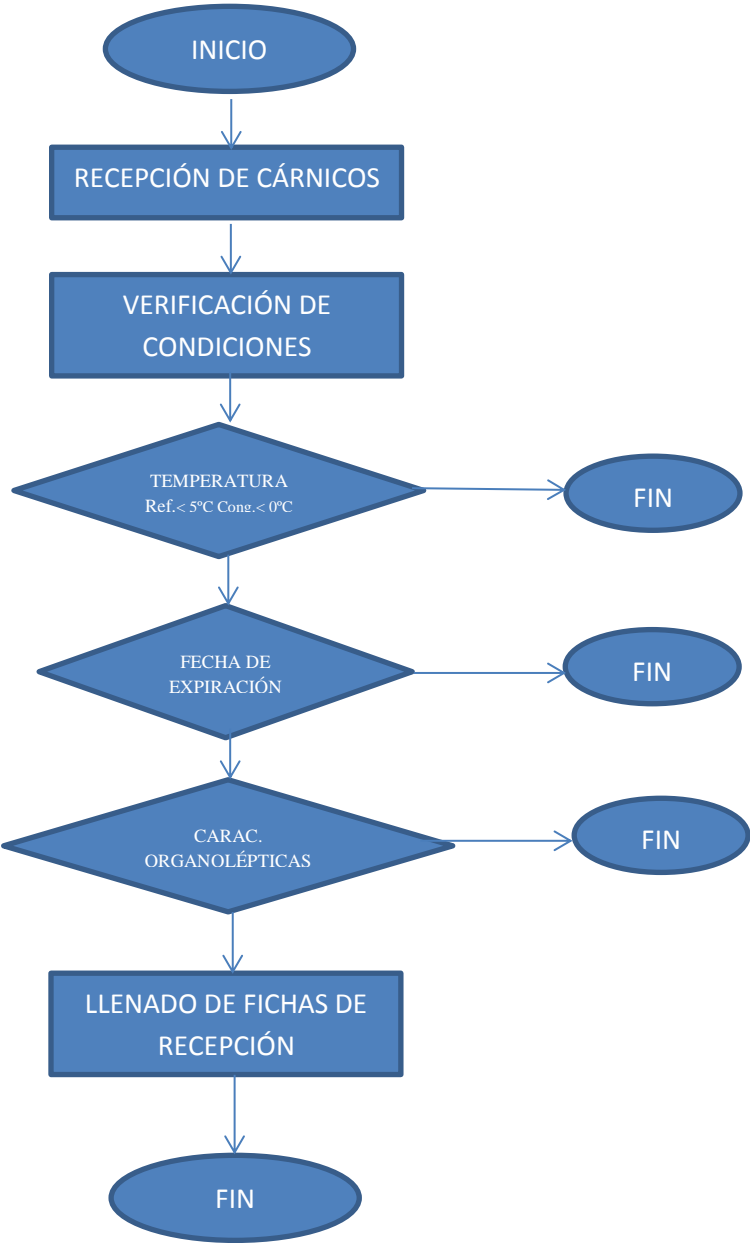 INICIO
RECEPCIÓN DE CÁRNICOS
VERIFICACIÓN DE
CONDICIONES
TEMPERATURA
Ref.< 5ºC Cong.< 0ºC
FIN
FECHA DE
EXPIRACIÓN
FIN
CARAC.
ORGANOLÉPTICAS
FIN
LLENADO DE FICHAS DE
RECEPCIÓN
FIN